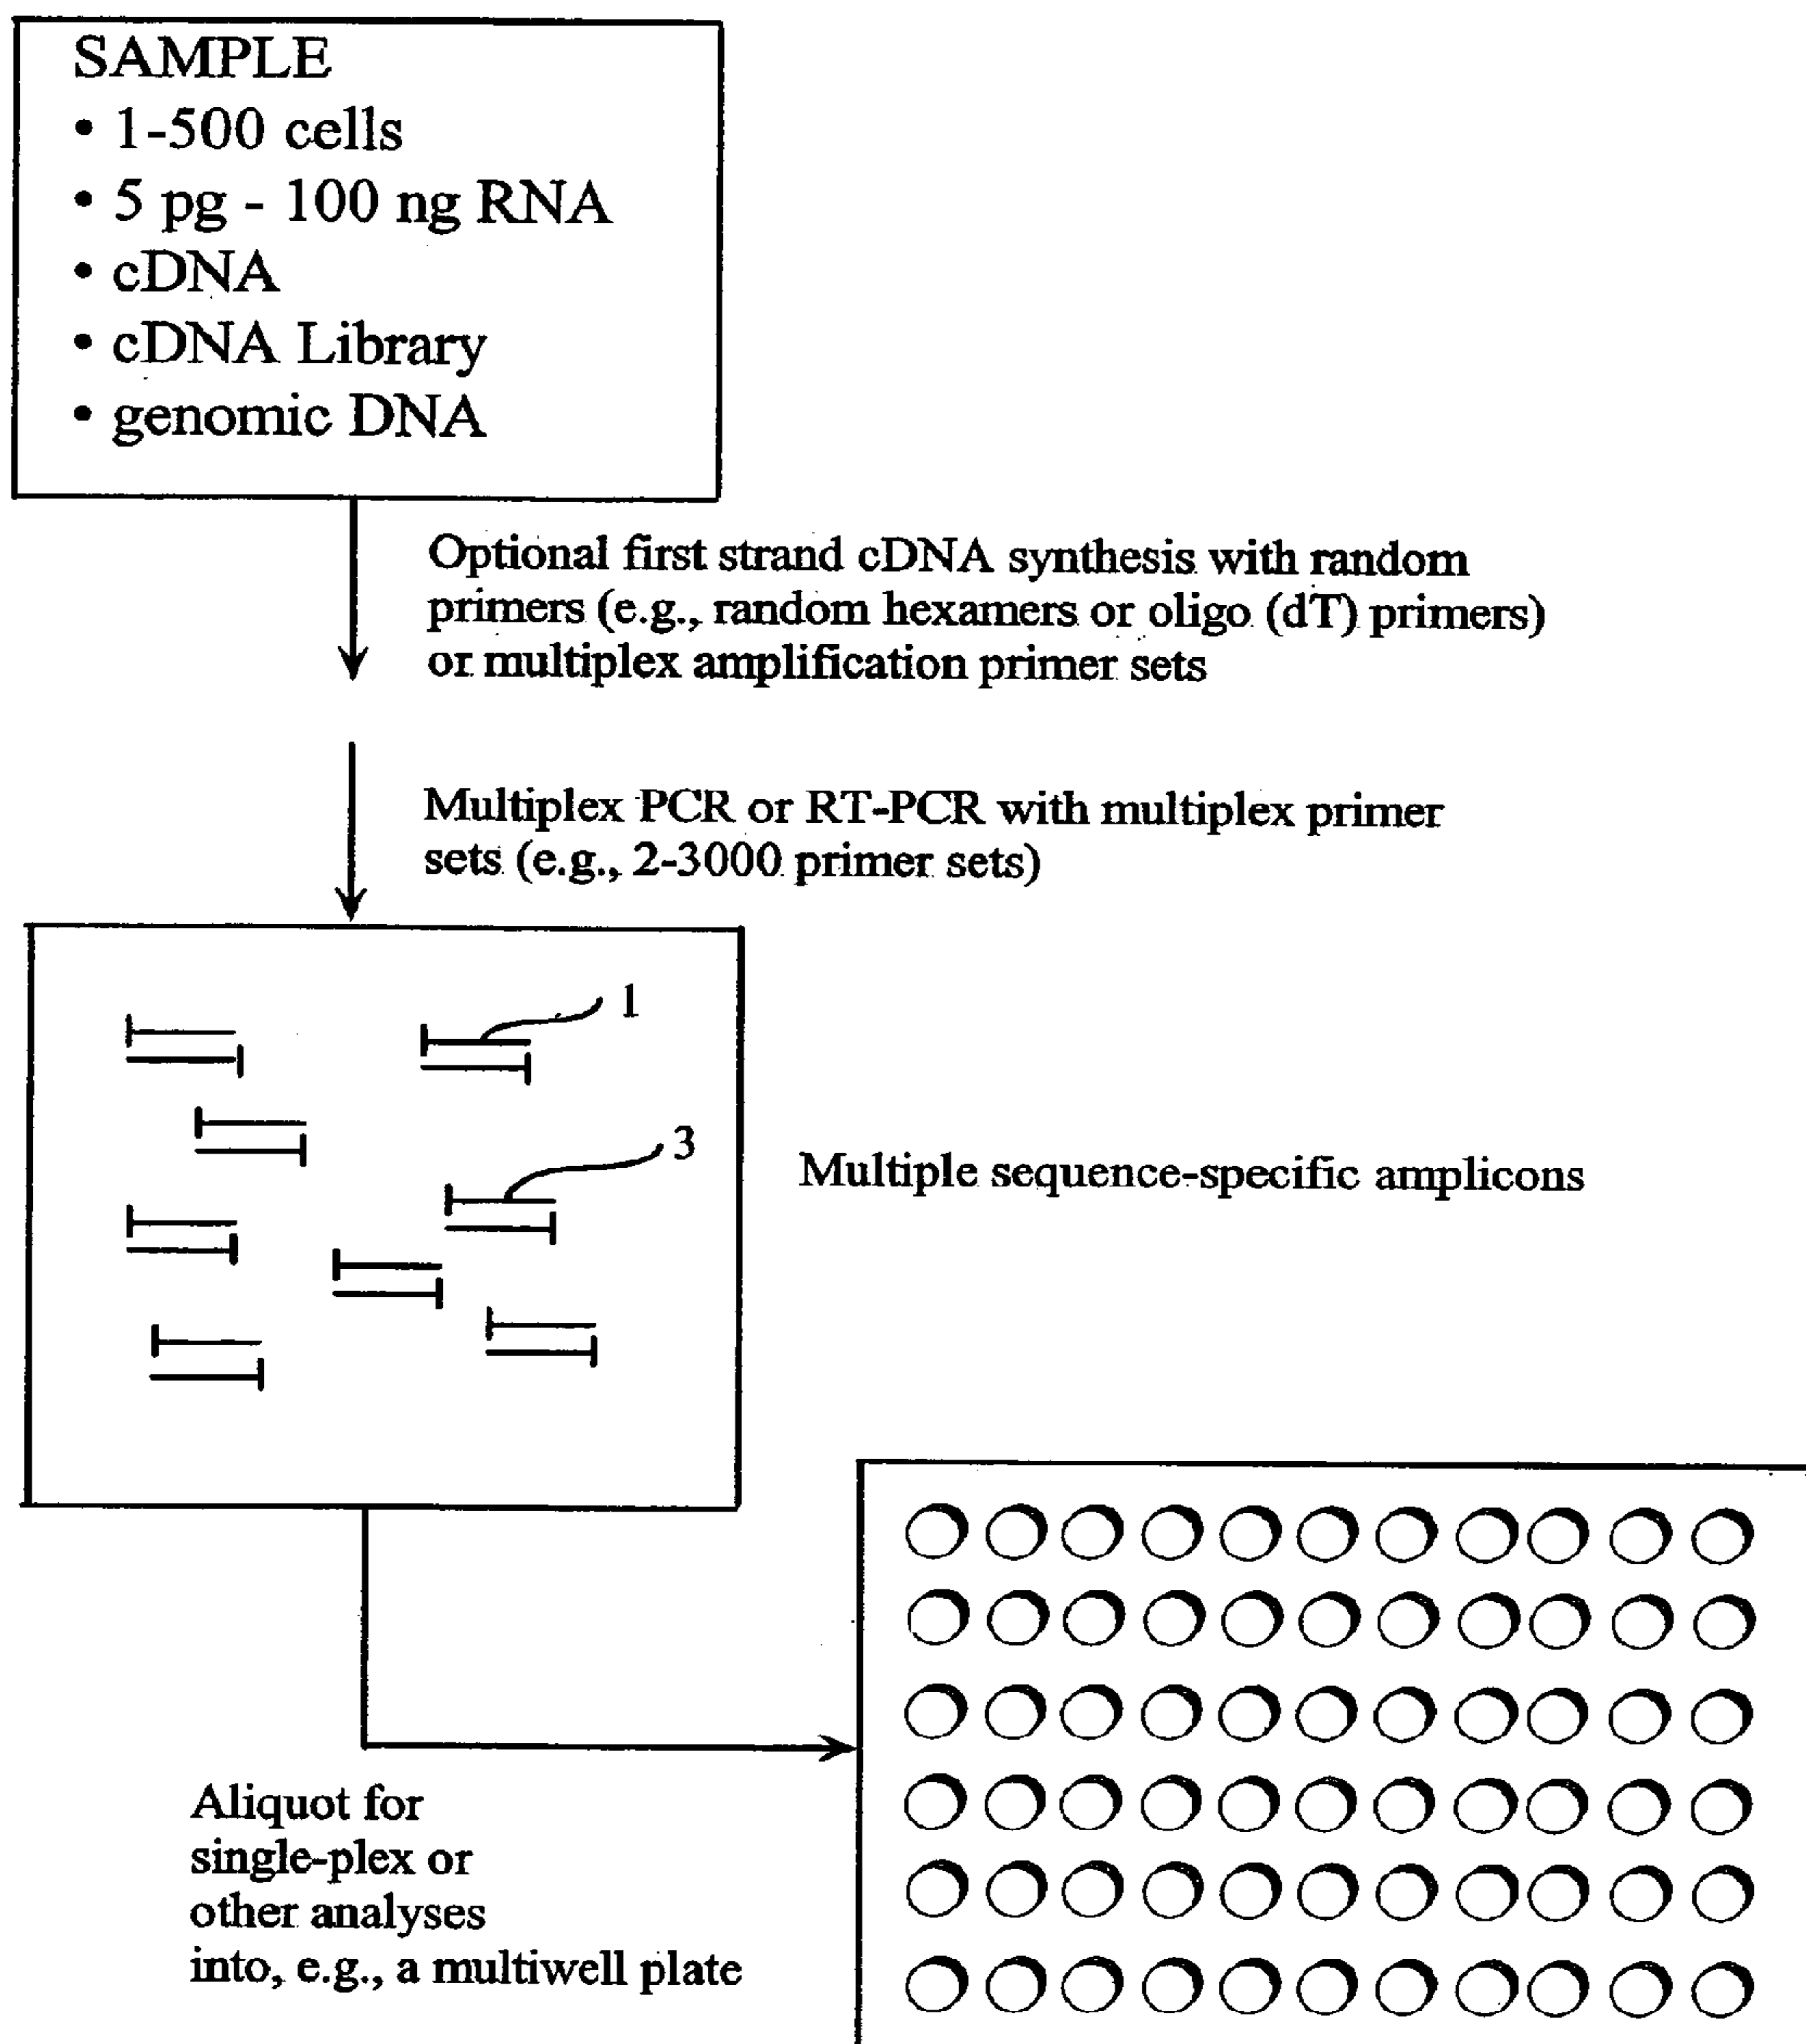 SAMPLE
• 1-500 cells
• 5 pg - 100 ng RNA
• cDNA
• cDNA Library
• genomic DNA
Optional first strand cDNA synthesis with random
primers (e.g., random hexamers or oligo (dT) primers)
or multiplex amplification primer sets
Multiplex PCR or RT-PCR with multiplex primer
sets (e.g., 2-3000 primer sets)
1
3
Multiple sequence-specific amplicons
Aliquot for
single-plex or
other analyses
into, e.g., a multiwell plate